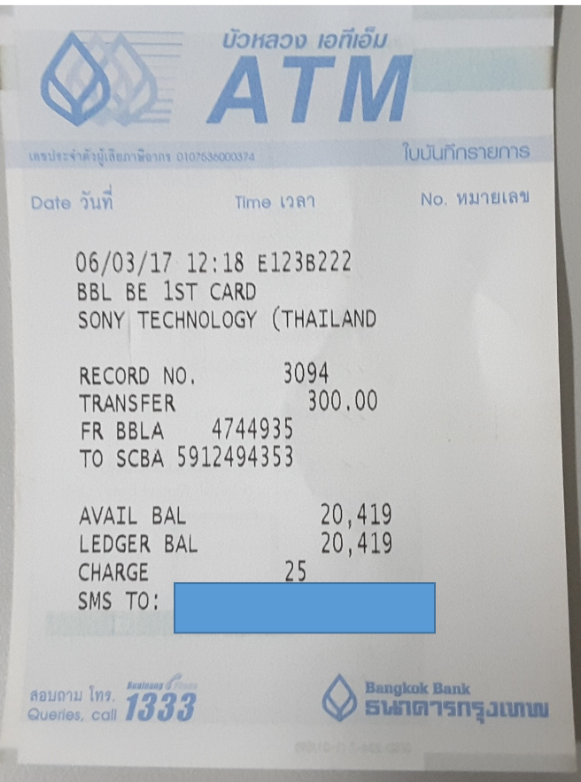 บัวหลวง เอทีเอ็ม
ATM
เลขประจำตัวผู้เสียภาษีอากร 0107536000374 ใบบันทึกรายการ
Date วันที่ Time เวลา No. หมายเลข
06/03/17 12:18 E123B222
BBL BE 1ST CARD
SONY TECHNOLOGY (THAILAND
RECORD NO. 3094
TRANSFER 300.00
FR BBLA 4744935
TO SCBA 5912494353
AVAIL BAL 20,419
LEDGER BAL 20,419
CHARGE 25
SMS TO:
สอบถาม โทร. 1333
Queries, call
Bangkok Bank
ธนาคารกรุงเทพ